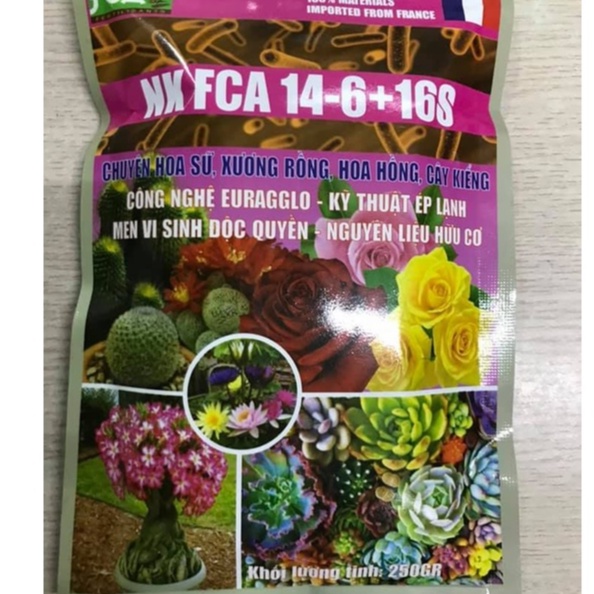 FERTILIZANTS
100% MATERIALS
IMPORTED FROM FRANCE
NX FCA 14-6+16S
CHUYÊN HOA SỨ, XƯƠNG RỒNG, HOA HỒNG, CÂY KIỂNG
CÔNG NGHỆ EURAGGLO - KỸ THUẬT ÉP LẠNH
MEN VI SINH ĐỘC QUYỀN - NGUYÊN LIỆU HỮU CƠ
Khối lượng tịnh: 250GR